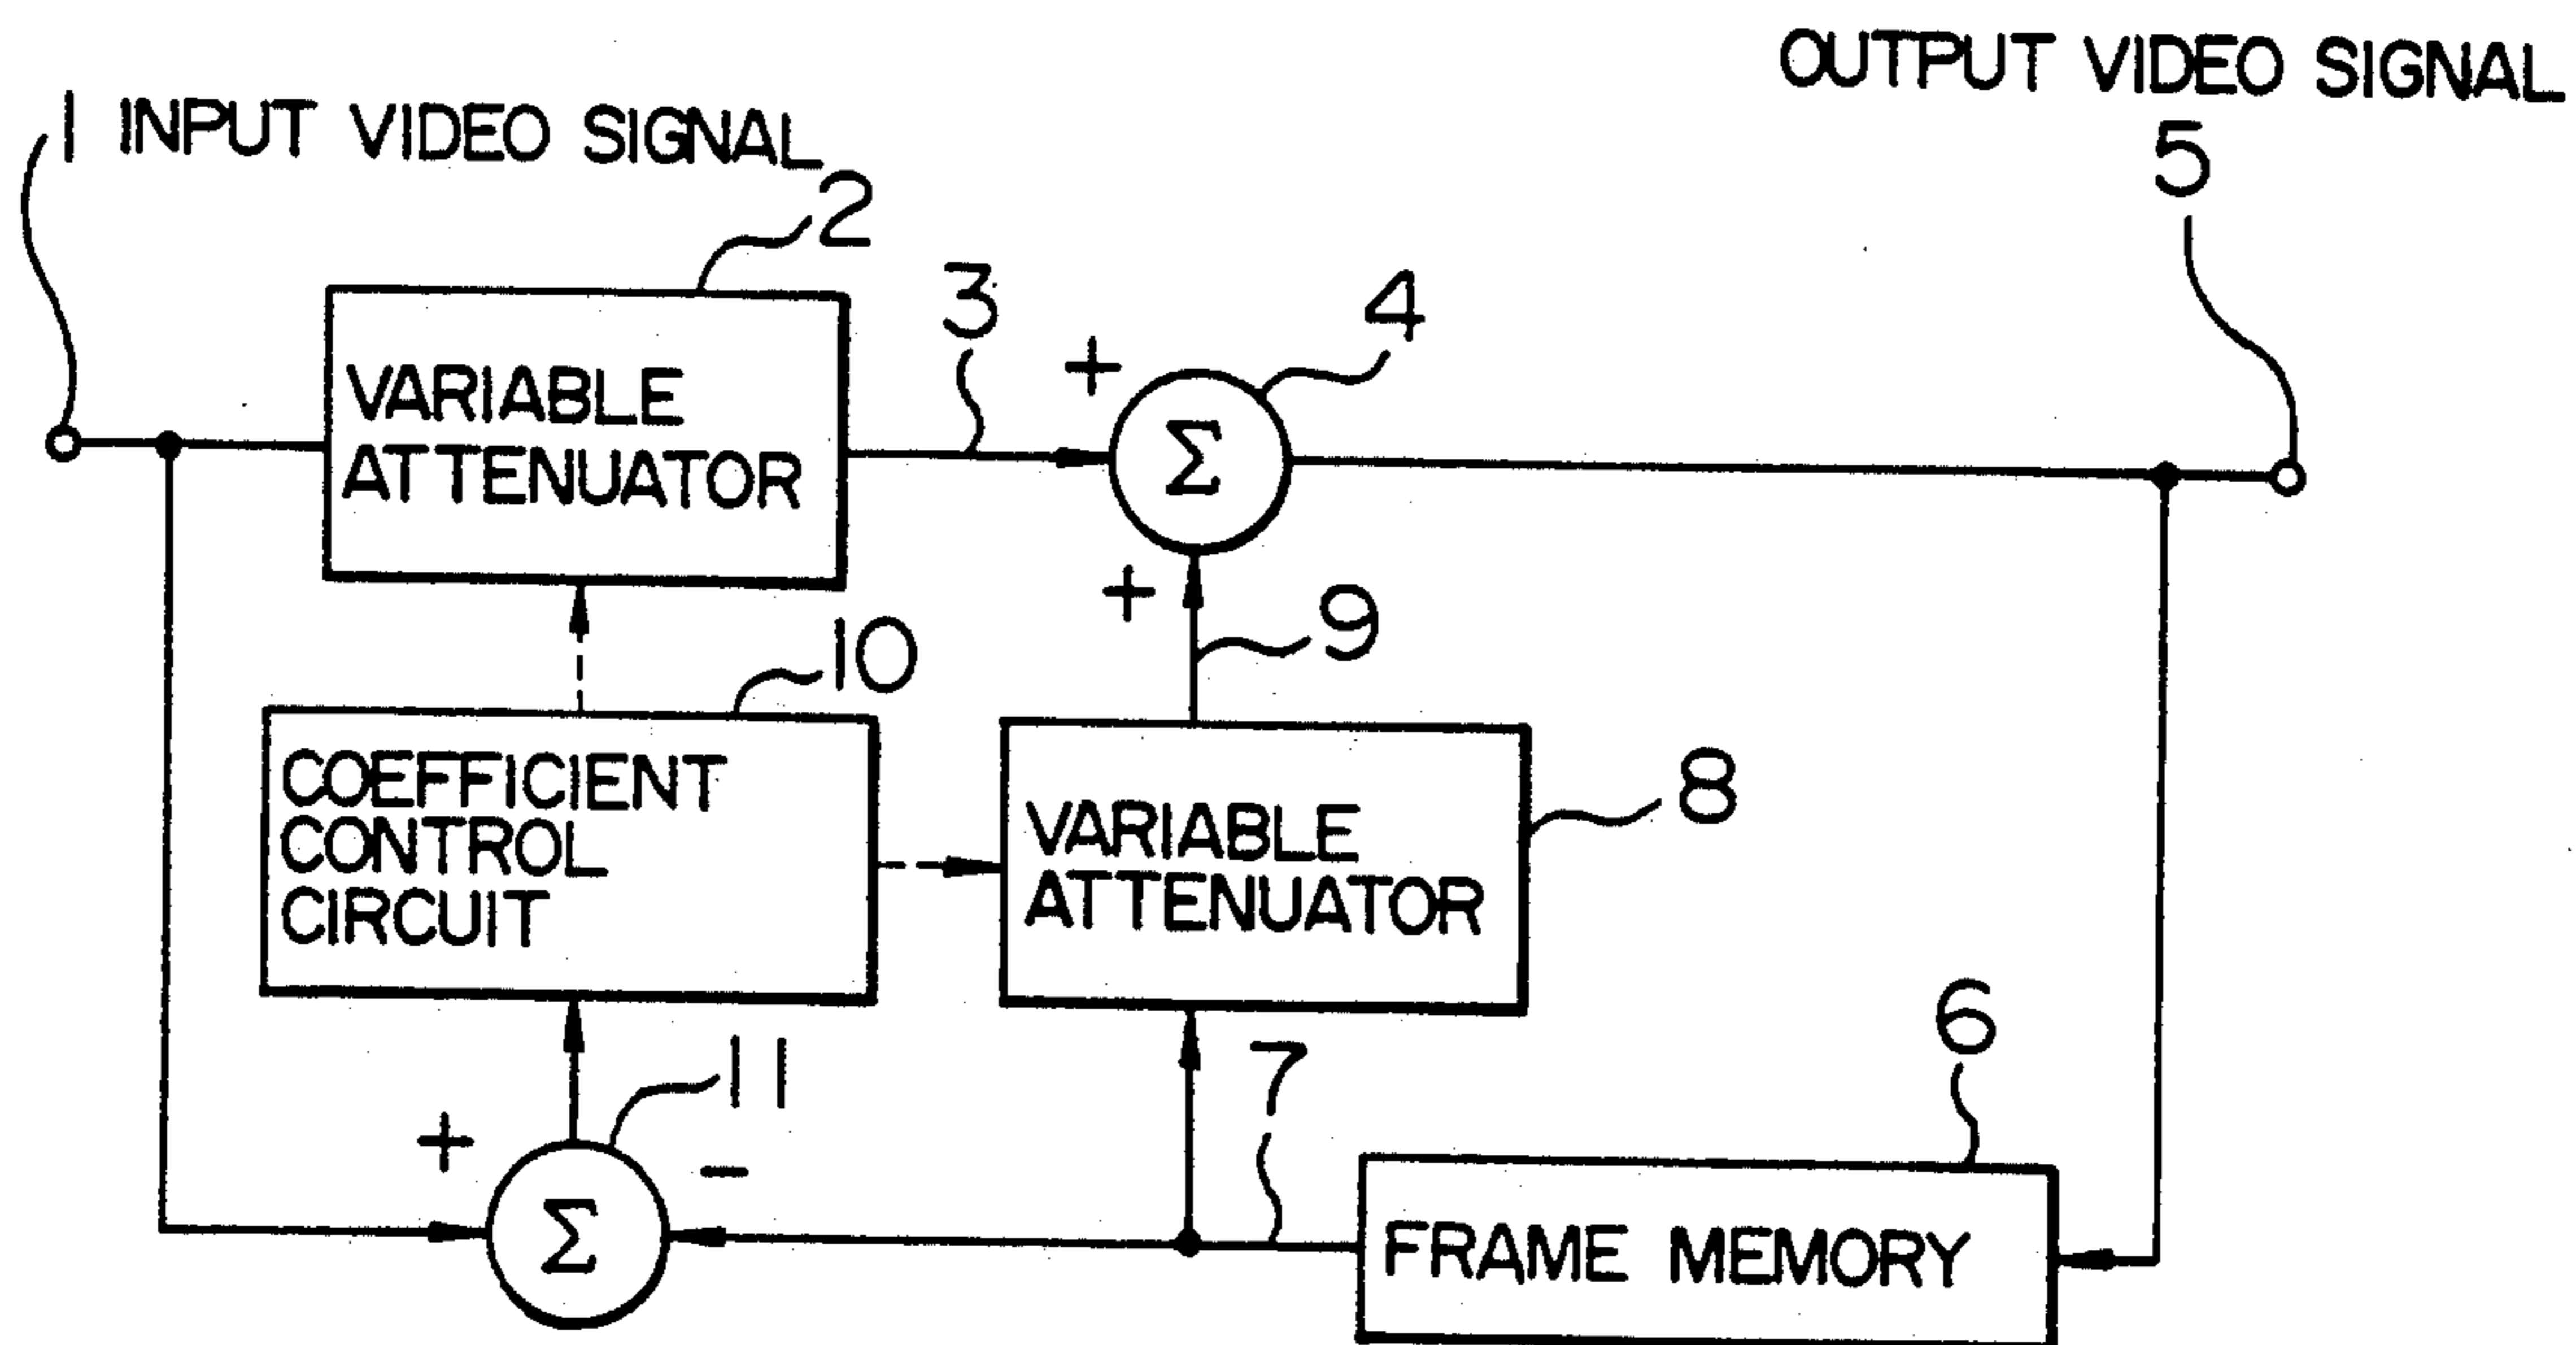 OUTPUT VIDEO SIGNAL
1 INPUT VIDEO SIGNAL
5
2
3
4
+
VARIABLE
ATTENUATOR
Σ
+
9
10
COEFFICIENT
CONTROL
CIRCUIT
VARIABLE
ATTENUATOR
8
11
7
6
+
-
Σ
FRAME MEMORY